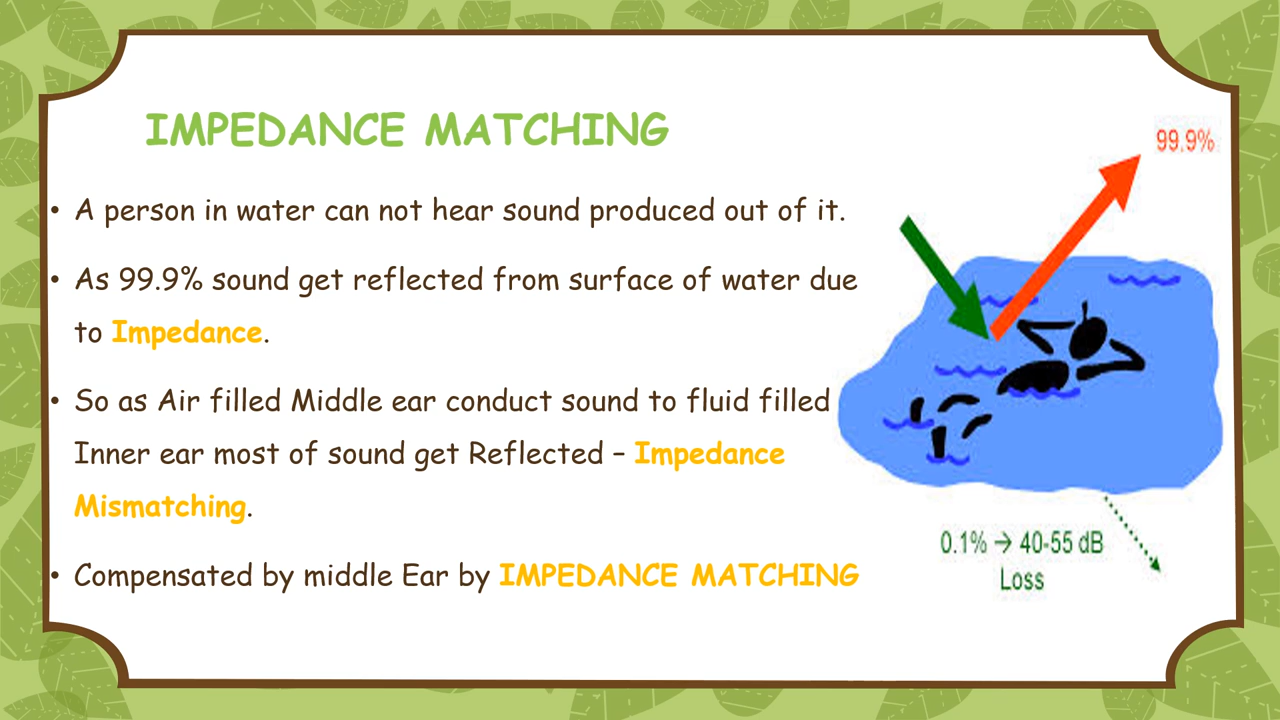 IMPEDANCE MATCHING
• A person in water can not hear sound produced out of it.
• As 99.9% sound get reflected from surface of water due
to Impedance.
• So as Air filled Middle ear conduct sound to fluid filled
Inner ear most of sound get Reflected – Impedance
Mismatching.
• Compensated by middle Ear by IMPEDANCE MATCHING
99.9%
0.1% → 40-55 dB
Loss